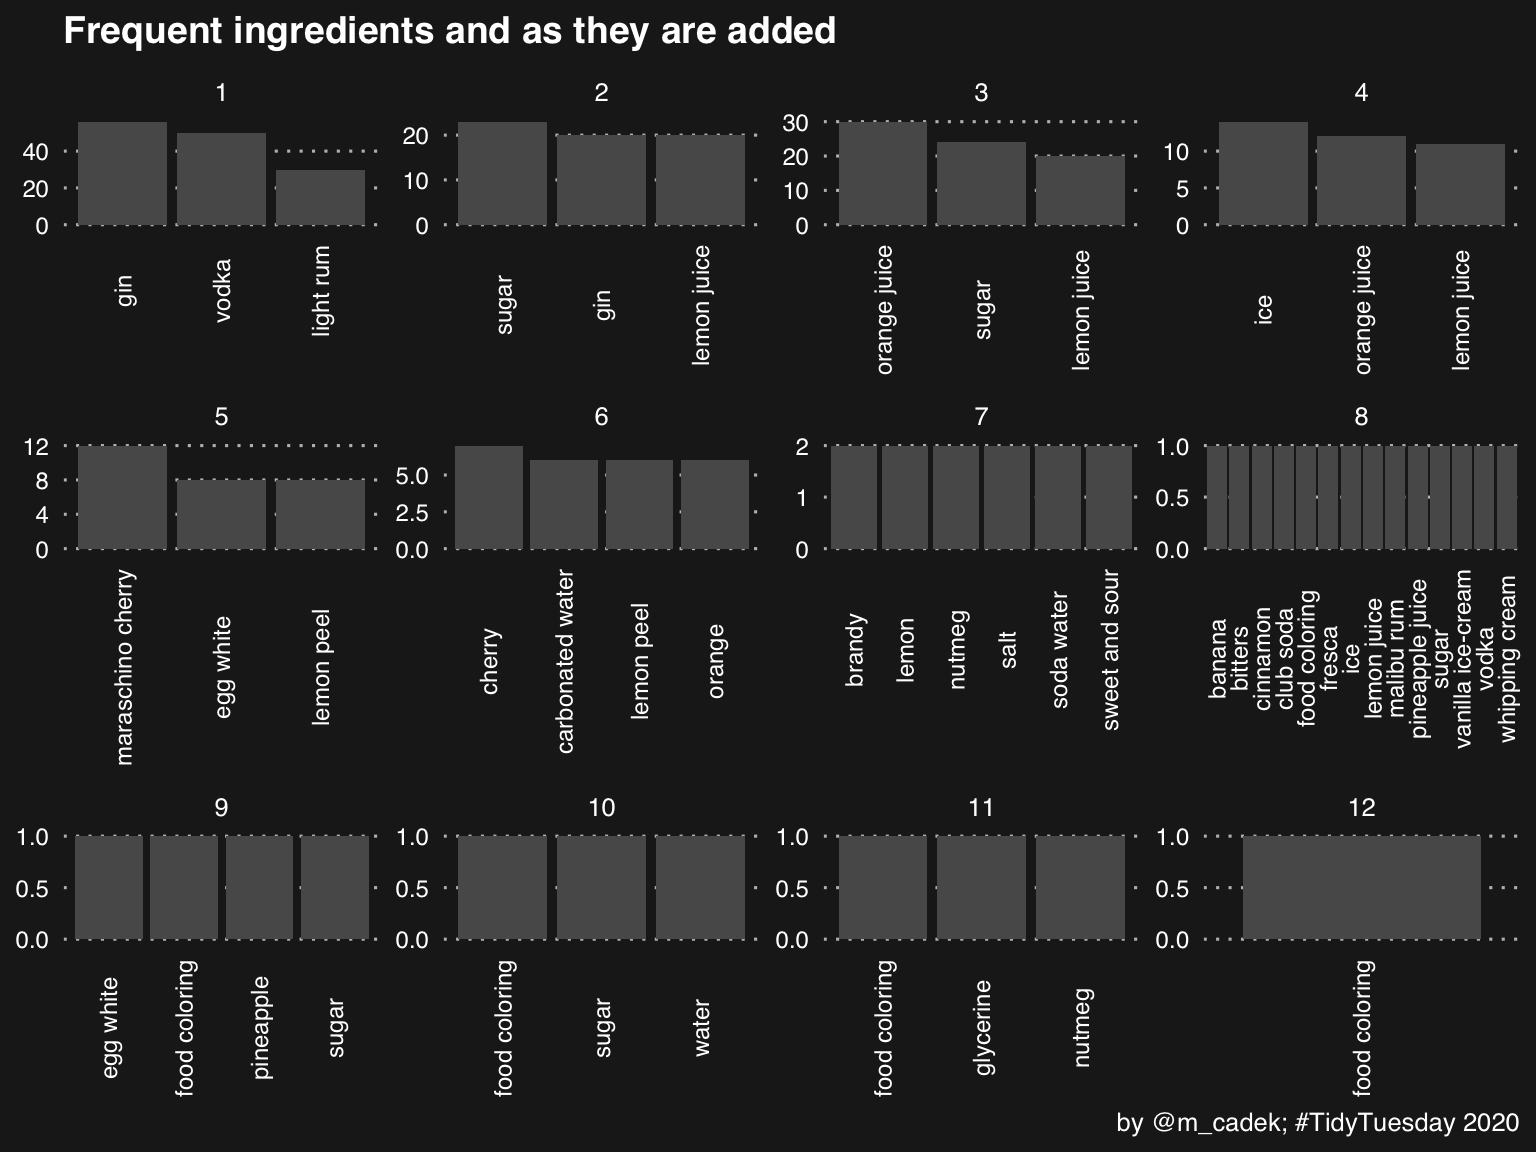 Frequent ingredients and as they are added
1
2
3
4
40
20
0
gin
vodka
light rum
20
10
0
sugar
gin
lemon juice
30
20
10
0
orange juice
sugar
lemon juice
10
5
0
ice
orange juice
lemon juice
5
6
7
8
12
8
4
0
maraschino cherry
egg white
lemon peel
5.0
2.5
0.0
cherry
carbonated water
lemon peel
orange
2
1
0
brandy
lemon
nutmeg
salt
soda water
sweet and sour
1.0
0.5
0.0
banana
bitters
cinnamon
club soda
food coloring
fresca
ice
lemon juice
malibu rum
pineapple juice
sugar
vanilla ice-cream
vodka
whipping cream
9
10
11
12
1.0
0.5
0.0
egg white
food coloring
pineapple
sugar
1.0
0.5
0.0
food coloring
sugar
water
1.0
0.5
0.0
food coloring
glycerine
nutmeg
1.0
0.5
0.0
food coloring
by @m_cadek; #TidyTuesday 2020